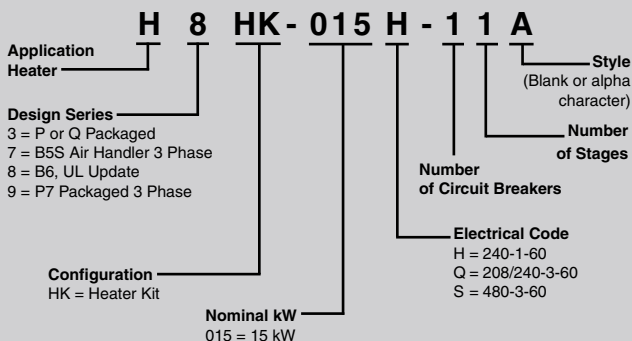 H 8 HK - 015 H - 1 1 A
Application
Heater
Design Series
3 = P or Q Packaged
7 = B5S Air Handler 3 Phase
8 = B6, UL Update
9 = P7 Packaged 3 Phase
Configuration
HK = Heater Kit
Nominal kW
015 = 15 kW
Electrical Code
H = 240-1-60
Q = 208/240-3-60
S = 480-3-60
Number
of Circuit Breakers
Number
of Stages
Style
(Blank or alpha
character)